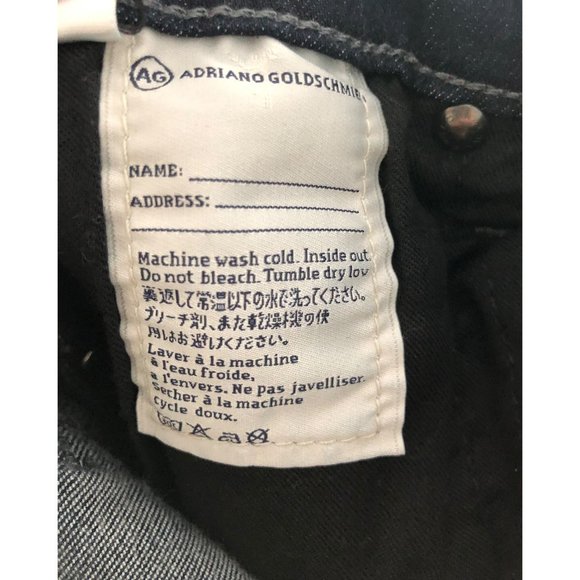 AG ADRIANO GOLDSCHMIE
NAME:
ADDRESS:
Machine wash cold. Inside out.
Do not bleach. Tumble dry low
裏返して常温以下の水で洗ってください。
ブリーチ剤、また乾燥機の使
用はお避けください。
Laver à la machine
à l'eau froide,
a l'envers. Ne pas javelliser.
Secher à la machine
cycle doux.